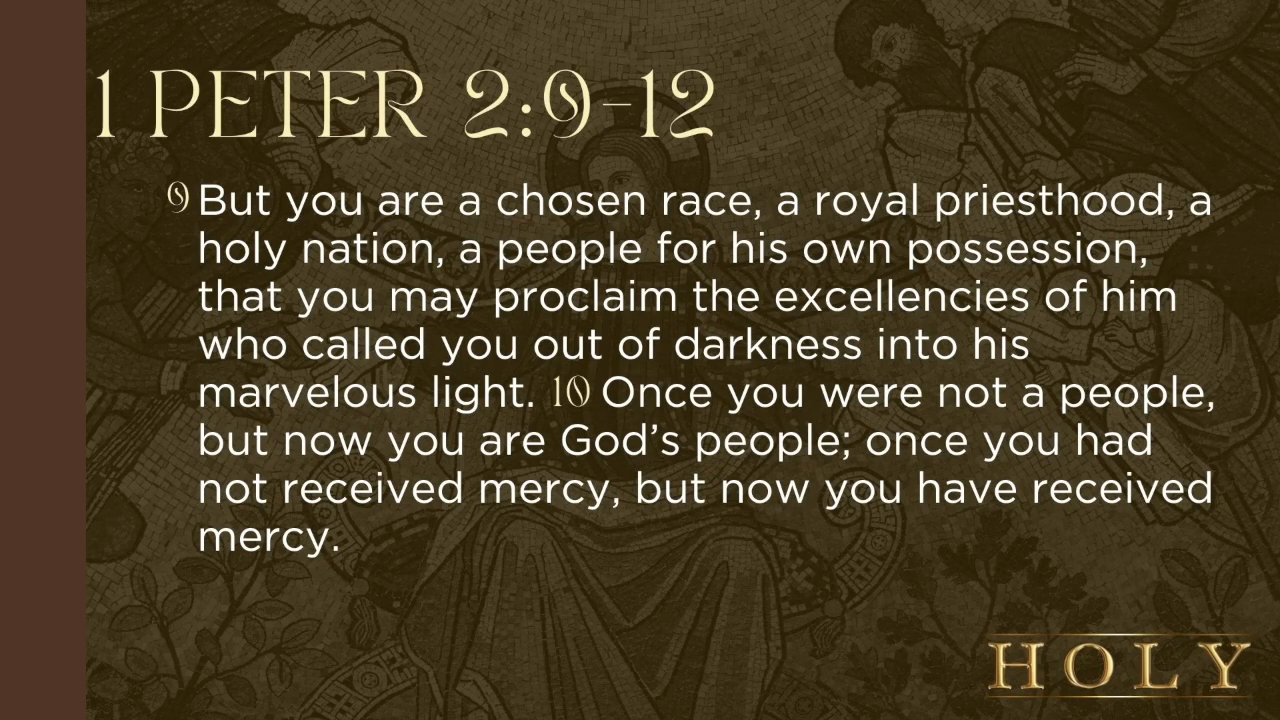 1 PETER 2:9-12
9 But you are a chosen race, a royal priesthood, a
holy nation, a people for his own possession,
that you may proclaim the excellencies of him
who called you out of darkness into his
marvelous light. 10 Once you were not a people,
but now you are God’s people; once you had
not received mercy, but now you have received
mercy.
HOLY